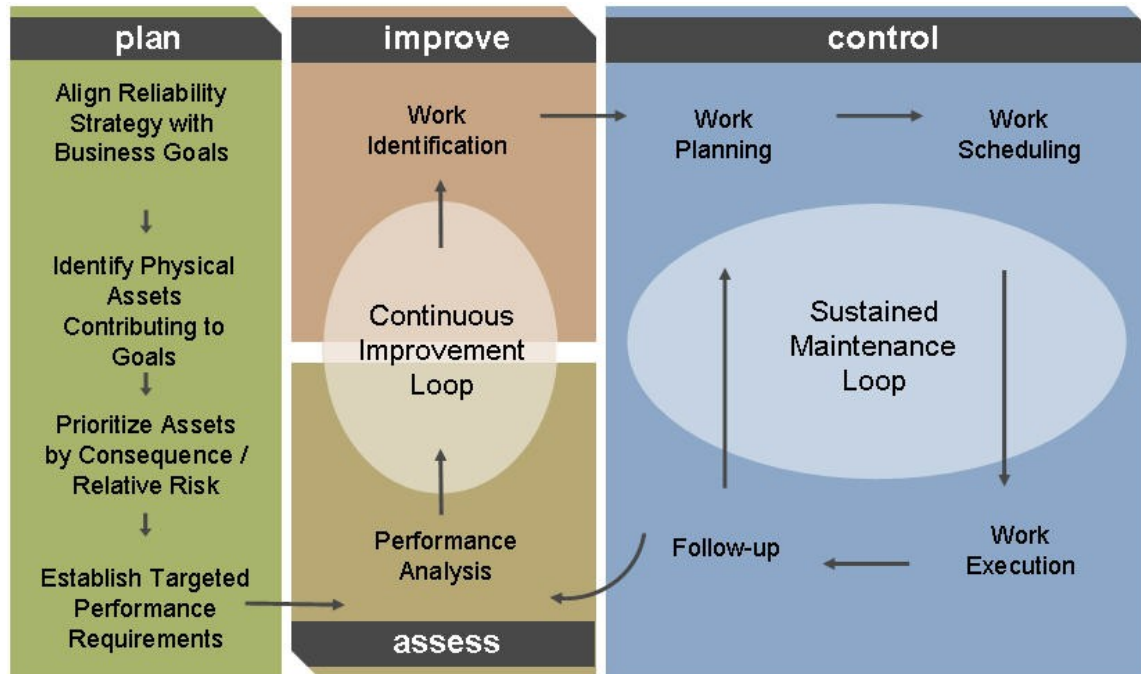 plan
Align Reliability
Strategy with
Business Goals
Identify Physical
Assets
Contributing to
Goals
Prioritize Assets
by Consequence /
Relative Risk
Establish Targeted
Performance
Requirements
improve
Work
Identification
Continuous
Improvement
Loop
Performance
Analysis
assess
control
Work
Planning
Work
Scheduling
Sustained
Maintenance
Loop
Follow-up
Work
Execution